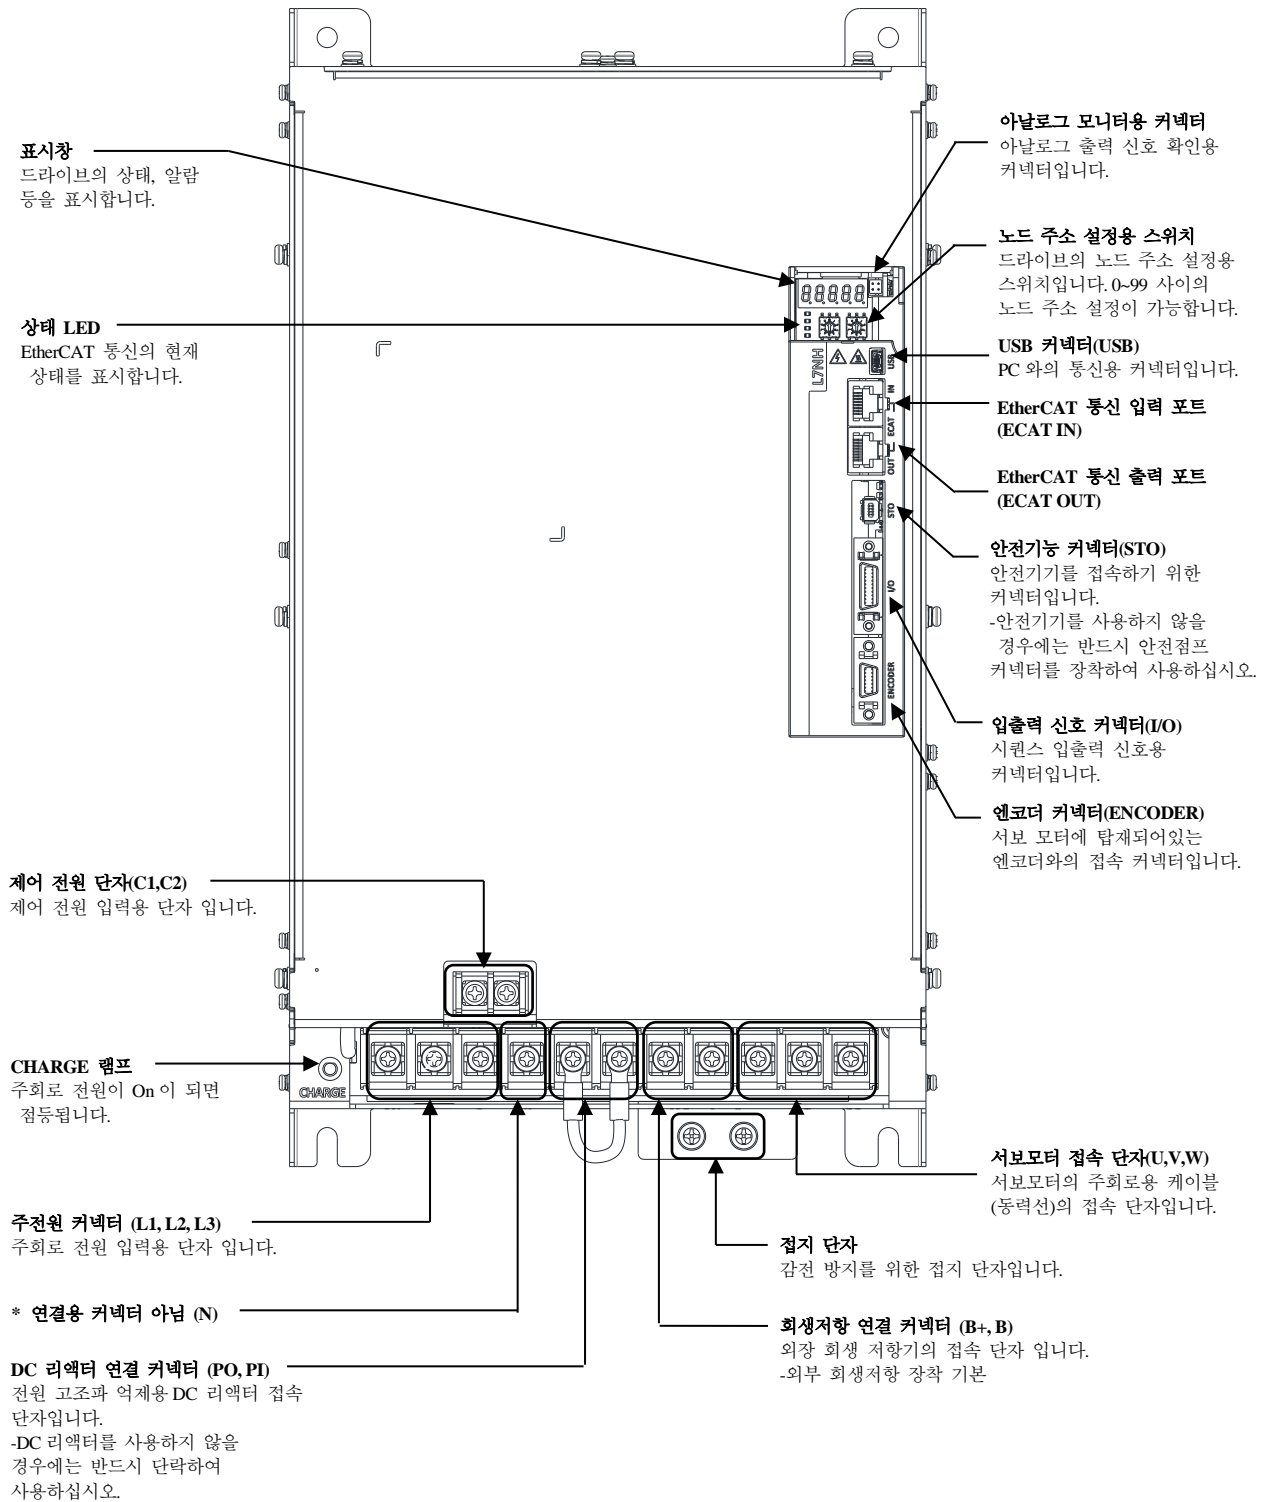 표시창
드라이브의 상태, 알람
등을 표시합니다.
상태 LED
EtherCAT 통신의 현재
상태를 표시합니다.
제어 전원 단자(C1,C2)
제어 전원 입력용 단자 입니다.
CHARGE 램프
주회로 전원이 On 이 되면
점등됩니다.
주전원 커넥터 (L1, L2, L3)
주회로 전원 입력용 단자 입니다.
* 연결용 커넥터 아님 (N)
DC 리액터 연결 커넥터 (PO, PI)
전원 고조파 억제용 DC 리액터 접속
단자입니다.
-DC 리액터를 사용하지 않을
경우에는 반드시 단락하여
사용하십시오.
L7NH
USB
IN
ECAT
OUT
STO
I/O
ENCODER
CHARGE
아날로그 모니터용 커넥터
아날로그 출력 신호 확인용
커넥터입니다.
노드 주소 설정용 스위치
드라이브의 노드 주소 설정용
스위치입니다. 0~99 사이의
노드 주소 설정이 가능합니다.
USB 커넥터(USB)
PC 와의 통신용 커넥터입니다.
EtherCAT 통신 입력 포트
(ECAT IN)
EtherCAT 통신 출력 포트
(ECAT OUT)
안전기능 커넥터(STO)
안전기기를 접속하기 위한
커넥터입니다.
-안전기기를 사용하지 않을
경우에는 반드시 안전점프
커넥터를 장착하여 사용하십시오.
입출력 신호 커넥터(I/O)
시퀀스 입출력 신호용
커넥터입니다.
엔코더 커넥터(ENCODER)
서보 모터에 탑재되어있는
엔코더와의 접속 커넥터입니다.
서보모터 접속 단자(U,V,W)
서보모터의 주회로용 케이블
(동력선)의 접속 단자입니다.
접지 단자
감전 방지를 위한 접지 단자입니다.
회생저항 연결 커넥터 (B+, B)
외장 회생 저항기의 접속 단자 입니다.
-외부 회생저항 장착 기본